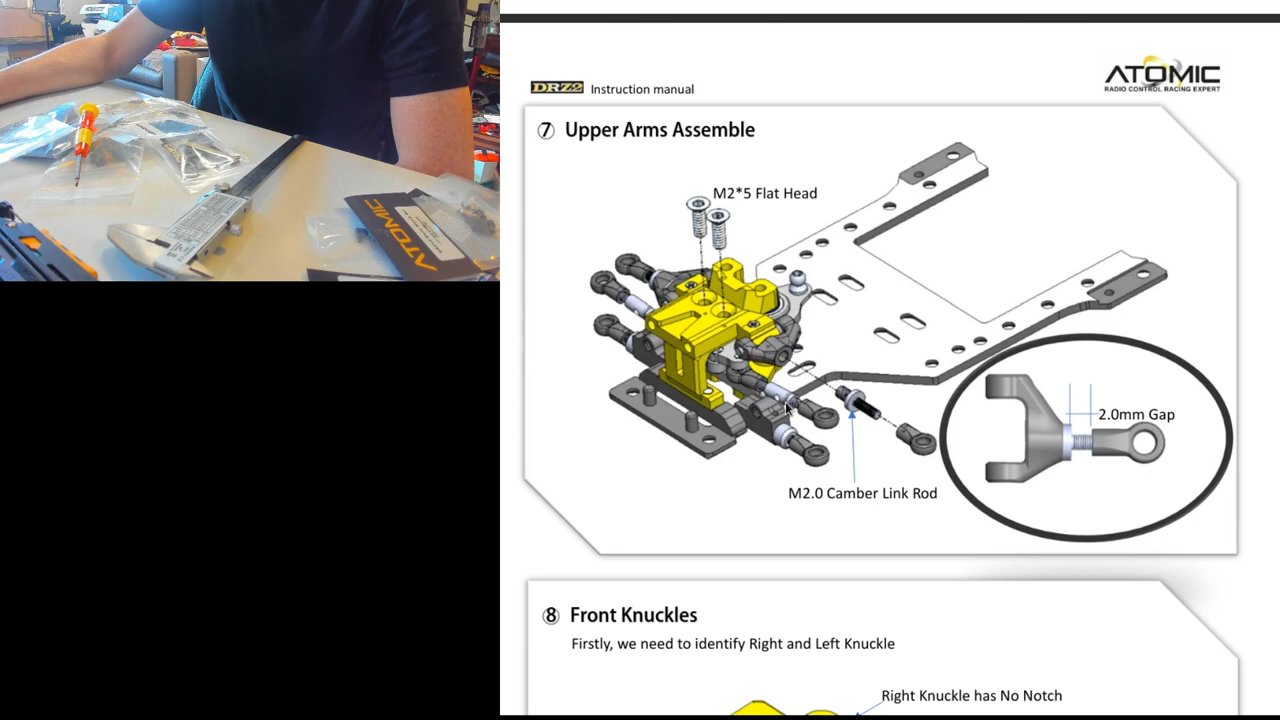 ATOMIC
DRZ2 Instruction manual
ATOMIC
RADIO CONTROL RACING EXPERT
⑦ Upper Arms Assemble
M2*5 Flat Head
2.0mm Gap
M2.0 Camber Link Rod
⑧ Front Knuckles
Firstly, we need to identify Right and Left Knuckle
Right Knuckle has No Notch